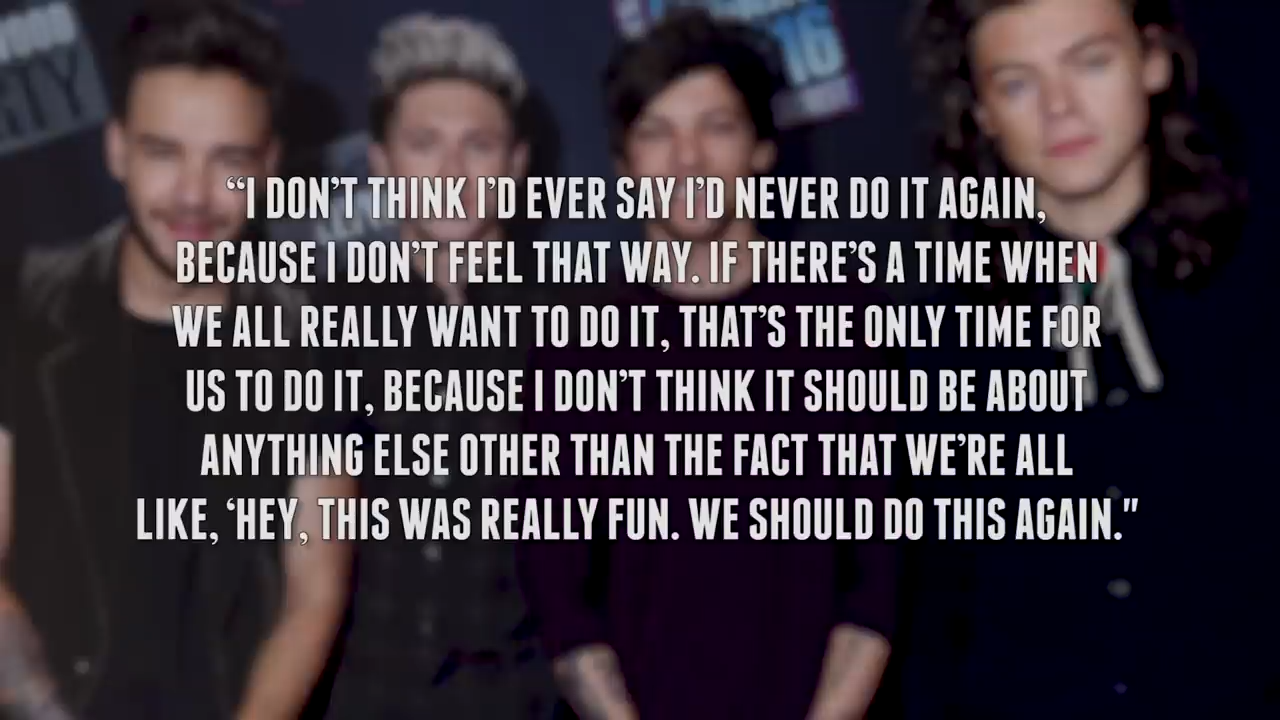 “I DON’T THINK I’D EVER SAY I’D NEVER DO IT AGAIN,
BECAUSE I DON’T FEEL THAT WAY. IF THERE’S A TIME WHEN
WE ALL REALLY WANT TO DO IT, THAT’S THE ONLY TIME FOR
US TO DO IT, BECAUSE I DON’T THINK IT SHOULD BE ABOUT
ANYTHING ELSE OTHER THAN THE FACT THAT WE’RE ALL
LIKE, ‘HEY, THIS WAS REALLY FUN. WE SHOULD DO THIS AGAIN."
16